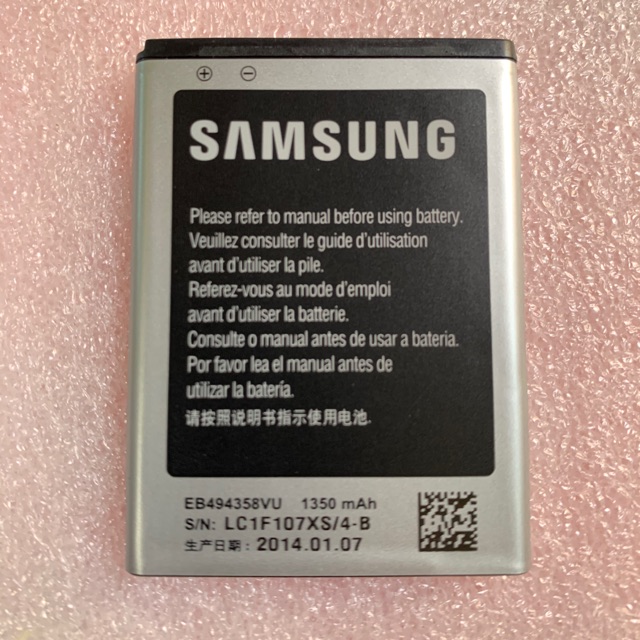 + −
SAMSUNG
Please refer to manual before using battery.
Veuillez consulter le guide d'utilisation
avant d'utiliser la pile.
Referez-vous au mode d'emploi
avant d'utiliser la batterie.
Consulte o manual antes de usar a bateria.
Por favor lea el manual antes de
utilizar la batería.
请按照说明书指示使用电池.
EB494358VU 1350 mAh
S/N: LC1F107XS/4-B
生产日期: 2014.01.07